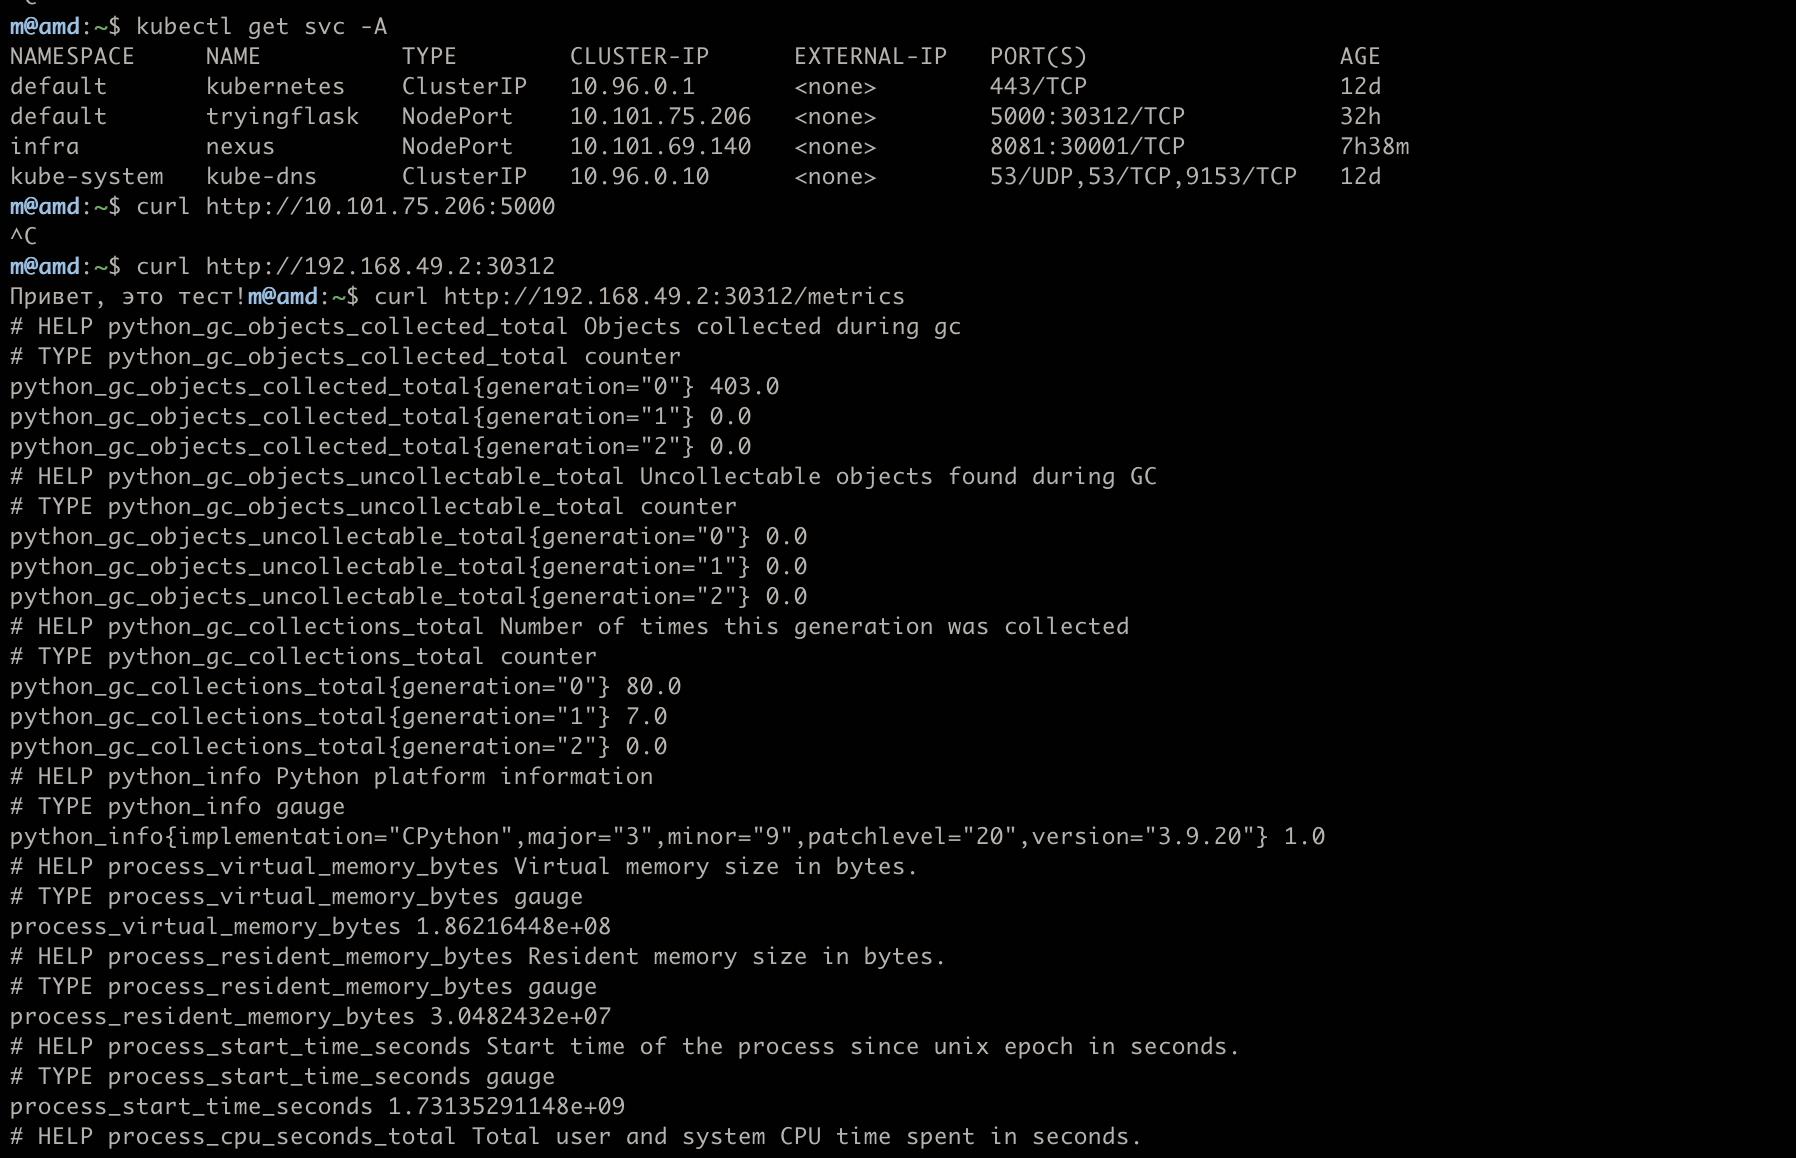 m@amd:~$ kubectl get svc -A
NAMESPACE     NAME          TYPE        CLUSTER-IP      EXTERNAL-IP   PORT(S)                  AGE
default       kubernetes    ClusterIP   10.96.0.1       <none>        443/TCP                  12d
default       tryingflask   NodePort    10.101.75.206   <none>        5000:30312/TCP           32h
infra         nexus         NodePort    10.101.69.140   <none>        8081:30001/TCP           7h38m
kube-system   kube-dns      ClusterIP   10.96.0.10      <none>        53/UDP,53/TCP,9153/TCP   12d
m@amd:~$ curl http://10.101.75.206:5000
^C
m@amd:~$ curl http://192.168.49.2:30312
Привет, это тест!m@amd:~$ curl http://192.168.49.2:30312/metrics
# HELP python_gc_objects_collected_total Objects collected during gc
# TYPE python_gc_objects_collected_total counter
python_gc_objects_collected_total{generation="0"} 403.0
python_gc_objects_collected_total{generation="1"} 0.0
python_gc_objects_collected_total{generation="2"} 0.0
# HELP python_gc_objects_uncollectable_total Uncollectable objects found during GC
# TYPE python_gc_objects_uncollectable_total counter
python_gc_objects_uncollectable_total{generation="0"} 0.0
python_gc_objects_uncollectable_total{generation="1"} 0.0
python_gc_objects_uncollectable_total{generation="2"} 0.0
# HELP python_gc_collections_total Number of times this generation was collected
# TYPE python_gc_collections_total counter
python_gc_collections_total{generation="0"} 80.0
python_gc_collections_total{generation="1"} 7.0
python_gc_collections_total{generation="2"} 0.0
# HELP python_info Python platform information
# TYPE python_info gauge
python_info{implementation="CPython",major="3",minor="9",patchlevel="20",version="3.9.20"} 1.0
# HELP process_virtual_memory_bytes Virtual memory size in bytes.
# TYPE process_virtual_memory_bytes gauge
process_virtual_memory_bytes 1.86216448e+08
# HELP process_resident_memory_bytes Resident memory size in bytes.
# TYPE process_resident_memory_bytes gauge
process_resident_memory_bytes 3.0482432e+07
# HELP process_start_time_seconds Start time of the process since unix epoch in seconds.
# TYPE process_start_time_seconds gauge
process_start_time_seconds 1.73135291148e+09
# HELP process_cpu_seconds_total Total user and system CPU time spent in seconds.